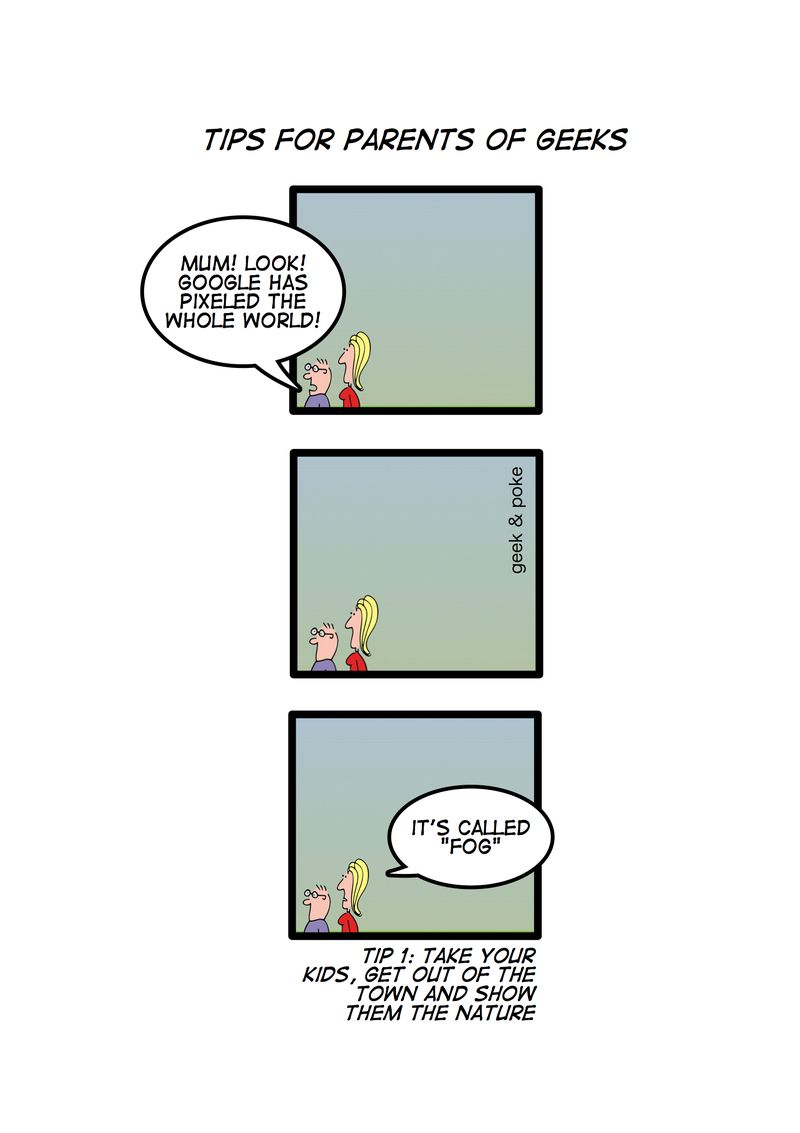 TIPS FOR PARENTS OF GEEKS
MUM! LOOK!
GOOGLE HAS
PIXELED THE
WHOLE WORLD!
geek & poke
IT'S CALLED
"FOG"
TIP 1: TAKE YOUR
KIDS, GET OUT OF THE
TOWN AND SHOW
THEM THE NATURE